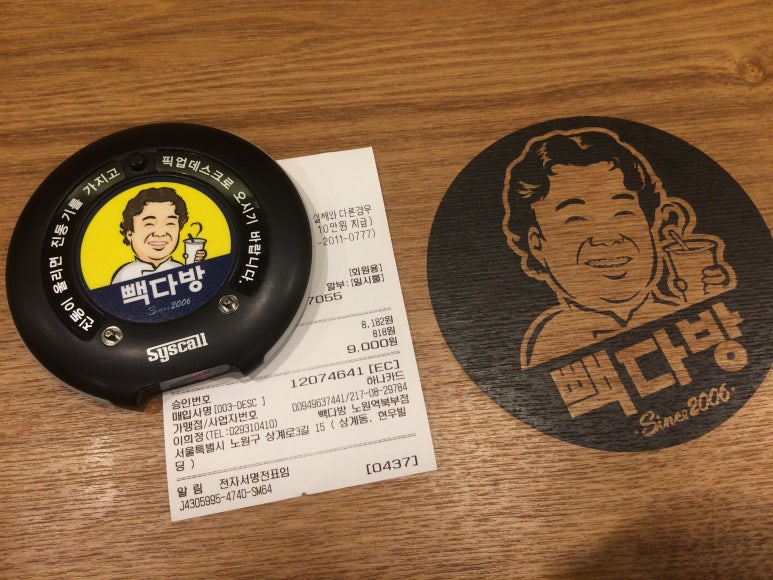 진동이 울리면 진동기를 가지고
픽업데스크로 오시기 바랍니다.
빽다방
Since 2006
Syscall
실제와 다른경우
10만원 지급)
-2011-0777)
[회원용]
할부:[일시불]
7055
8,182원
818원
9,000원
승인번호 12074641 [EC]
매입사명[003-DESC ] 하나카드
가맹점/사업자번호 00949637441/217-08-29784
빽다방 노원역북부점
이희정(TEL:029310410)
서울특별시 노원구 상계로3길 15 ( 상계동, 현우빌
딩 )
알 림 전자서명전표임 [0437]
J4305995-4740-SM64
빽다방
Since 2006